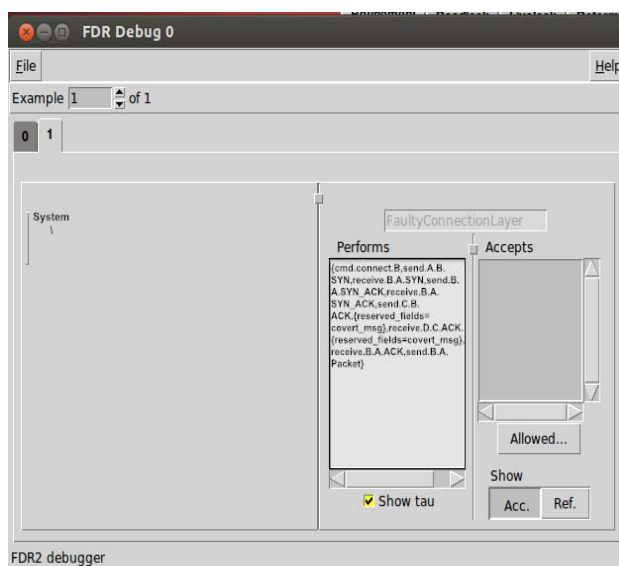 FDR Debug 0
File
Help
Example 1 of 1
0 1
System
\
FaultyConnectionLayer
Performs
Accepts
{cmd.connect.B,send.A.B.
SYN,receive.B.A.SYN,send.B.
A.SYN_ACK,receive.B.A.
SYN_ACK,send.C.B.
ACK.{reserved_fields=
covert_msg},receive.D.C.ACK.
{reserved_fields=covert_msg},
receive.B.A.ACK,send.B.A.
Packet}
Show tau
Allowed...
Show
Acc. Ref.
FDR2 debugger